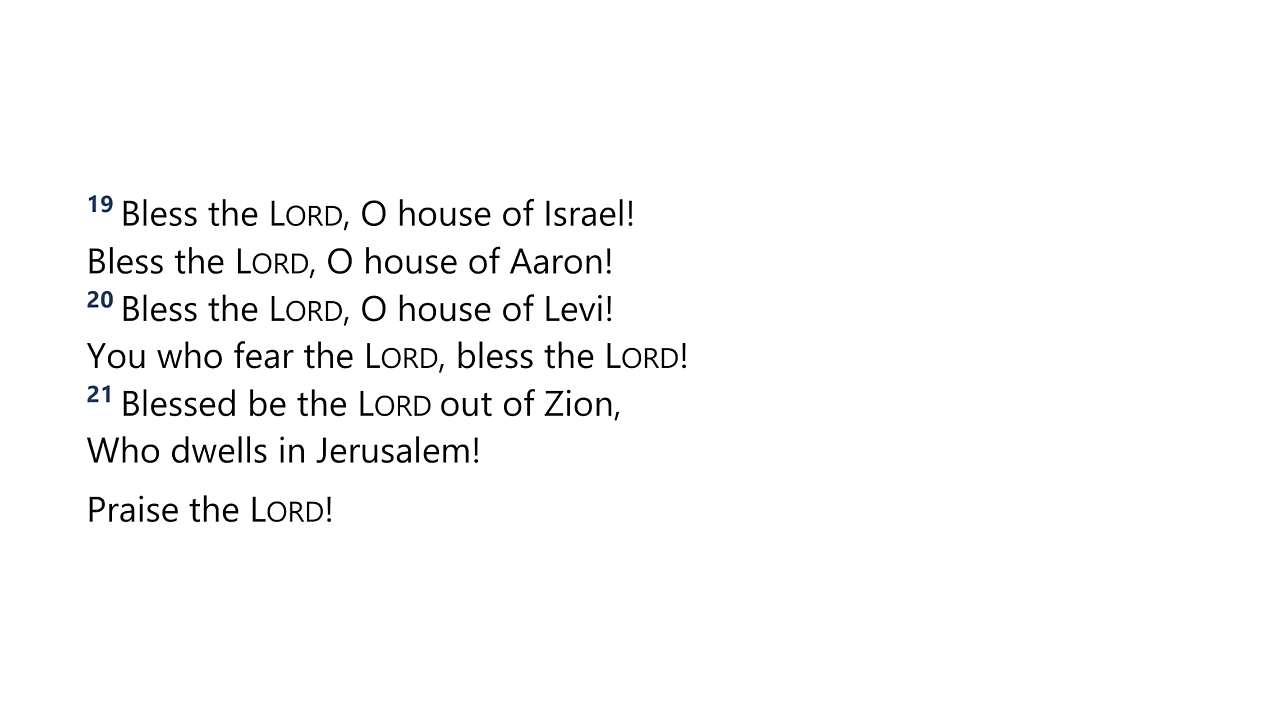 19 Bless the LORD, O house of Israel!
Bless the LORD, O house of Aaron!
20 Bless the LORD, O house of Levi!
You who fear the LORD, bless the LORD!
21 Blessed be the LORD out of Zion,
Who dwells in Jerusalem!
Praise the LORD!